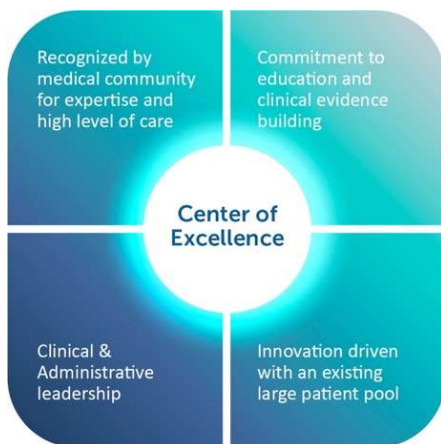 Recognized by
medical community
for expertise and
high level of care
Commitment to
education and
clinical evidence
building
Center of
Excellence
Clinical &
Administrative
leadership
Innovation driven
with an existing
large patient pool